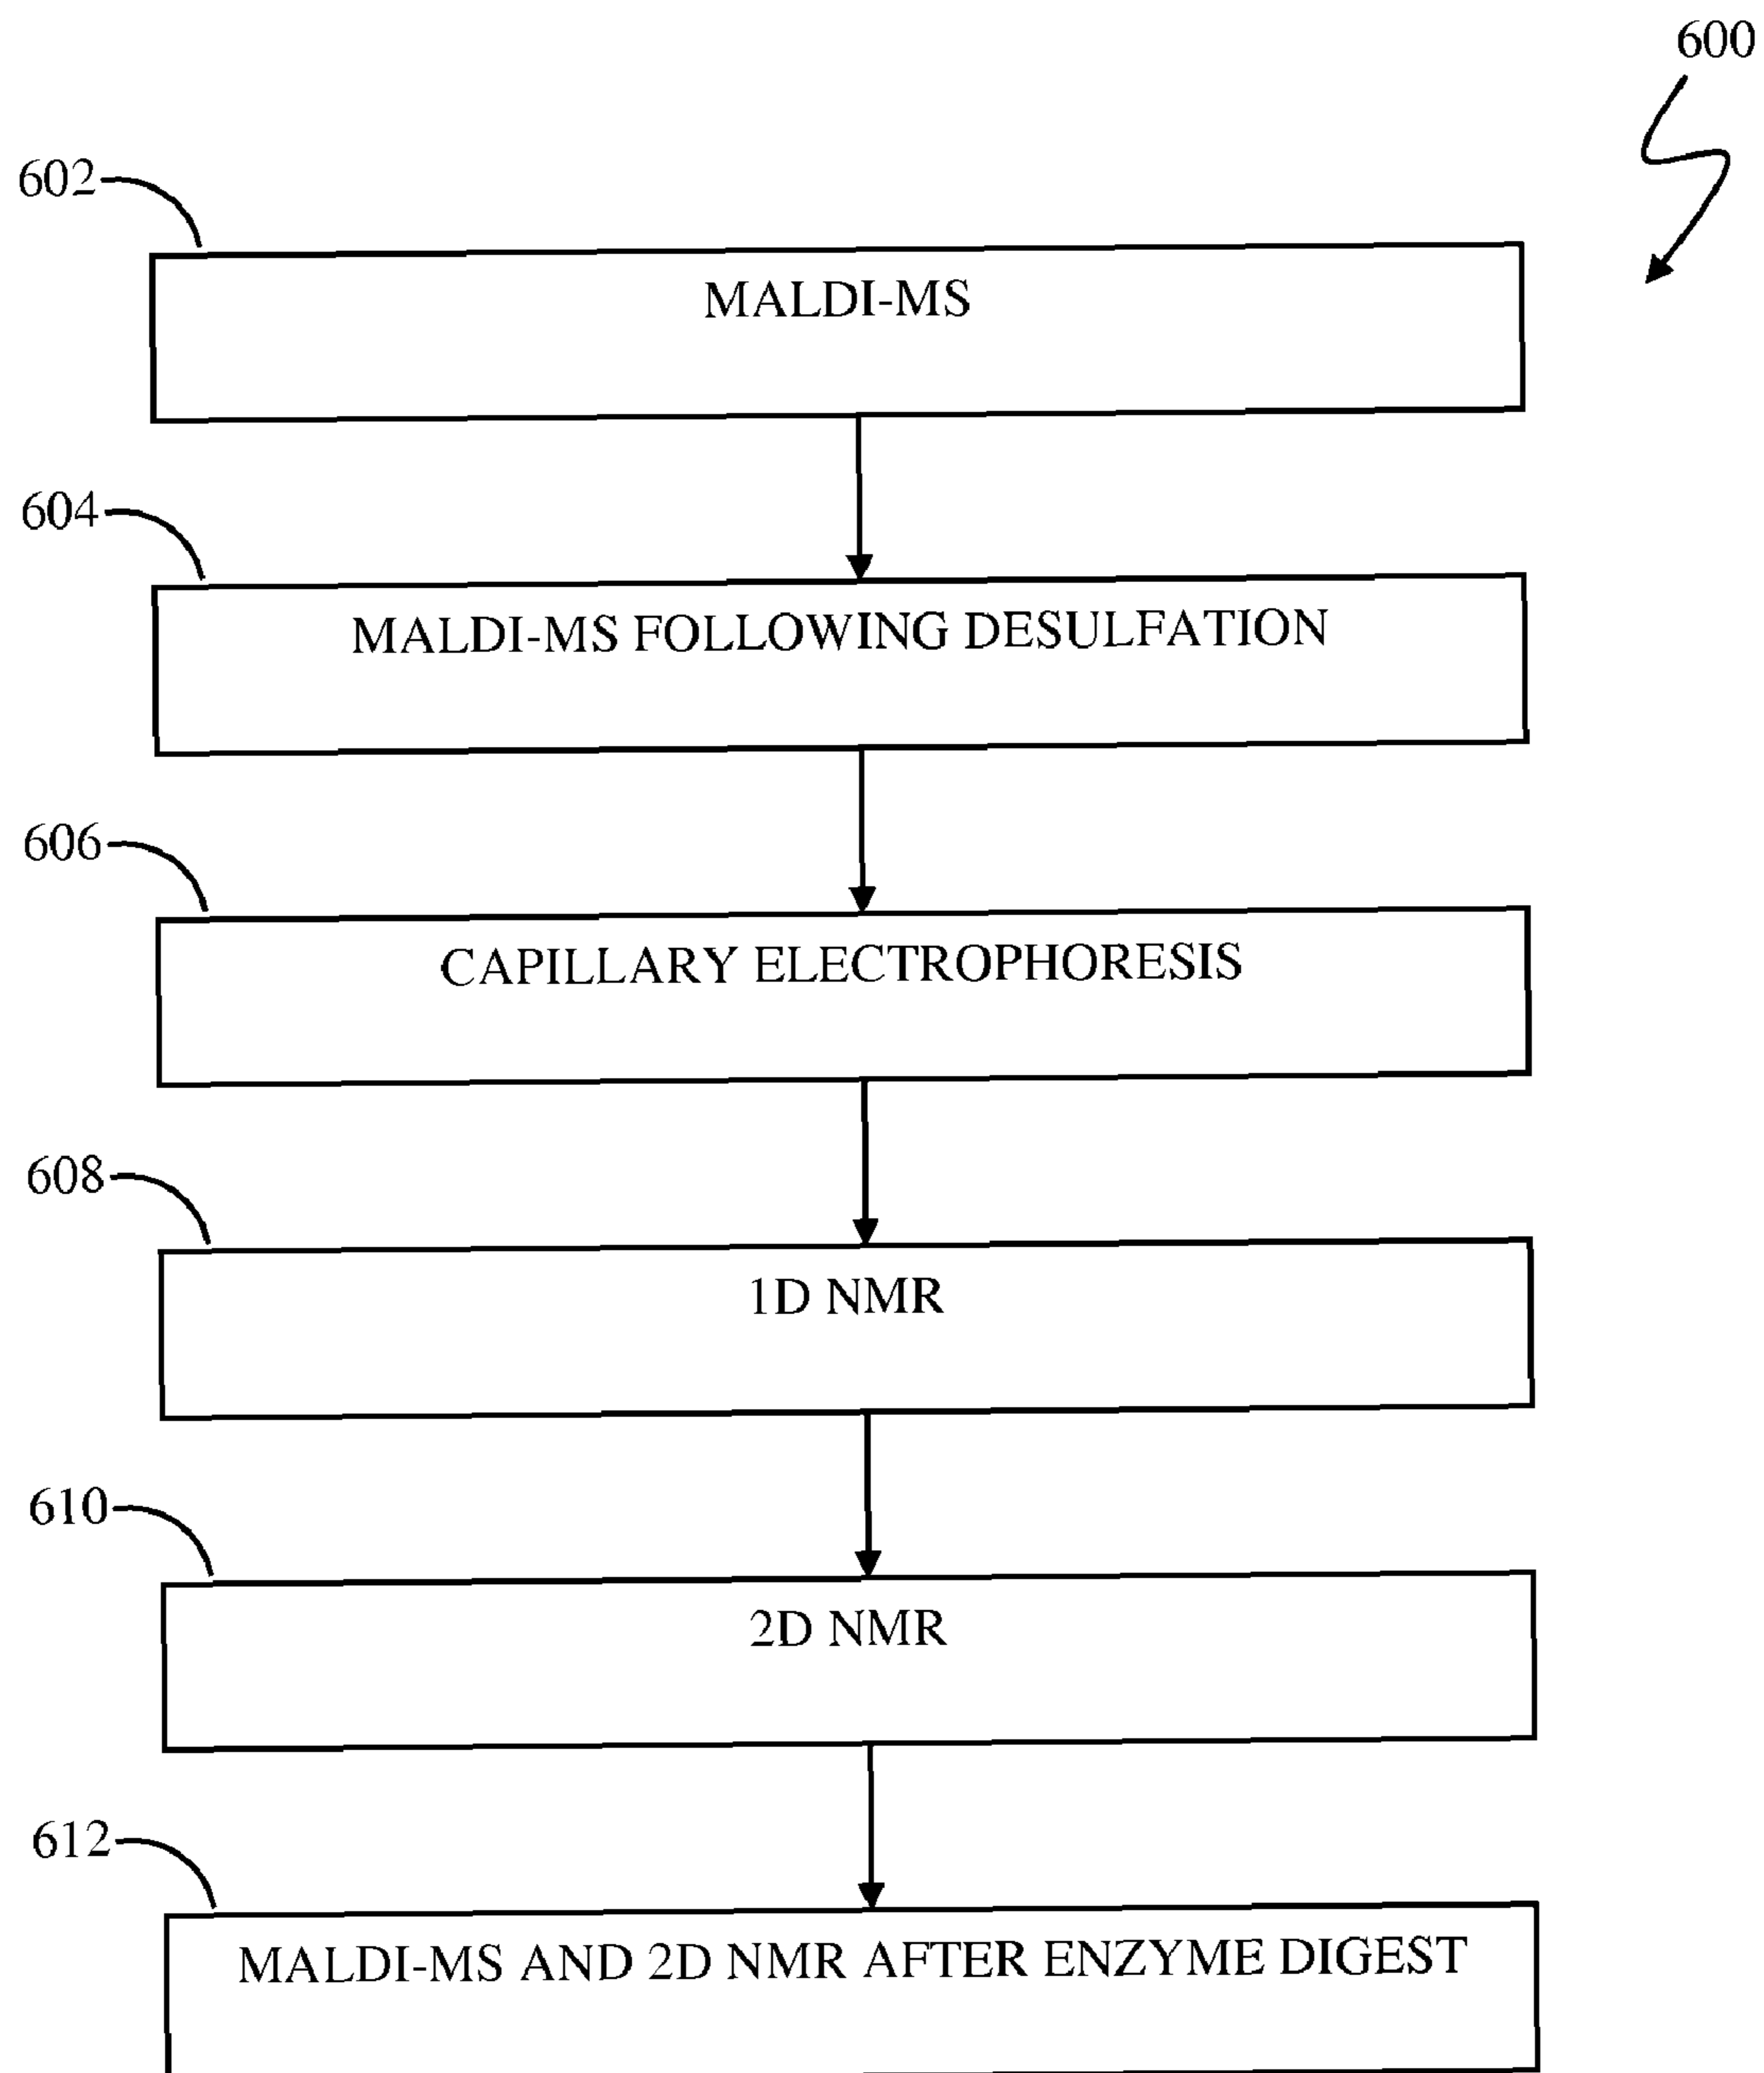 600
602
MALDI-MS
604
MALDI-MS FOLLOWING DESULFATION
606
CAPILLARY ELECTROPHORESIS
608
1D NMR
610
2D NMR
612
MALDI-MS AND 2D NMR AFTER ENZYME DIGEST